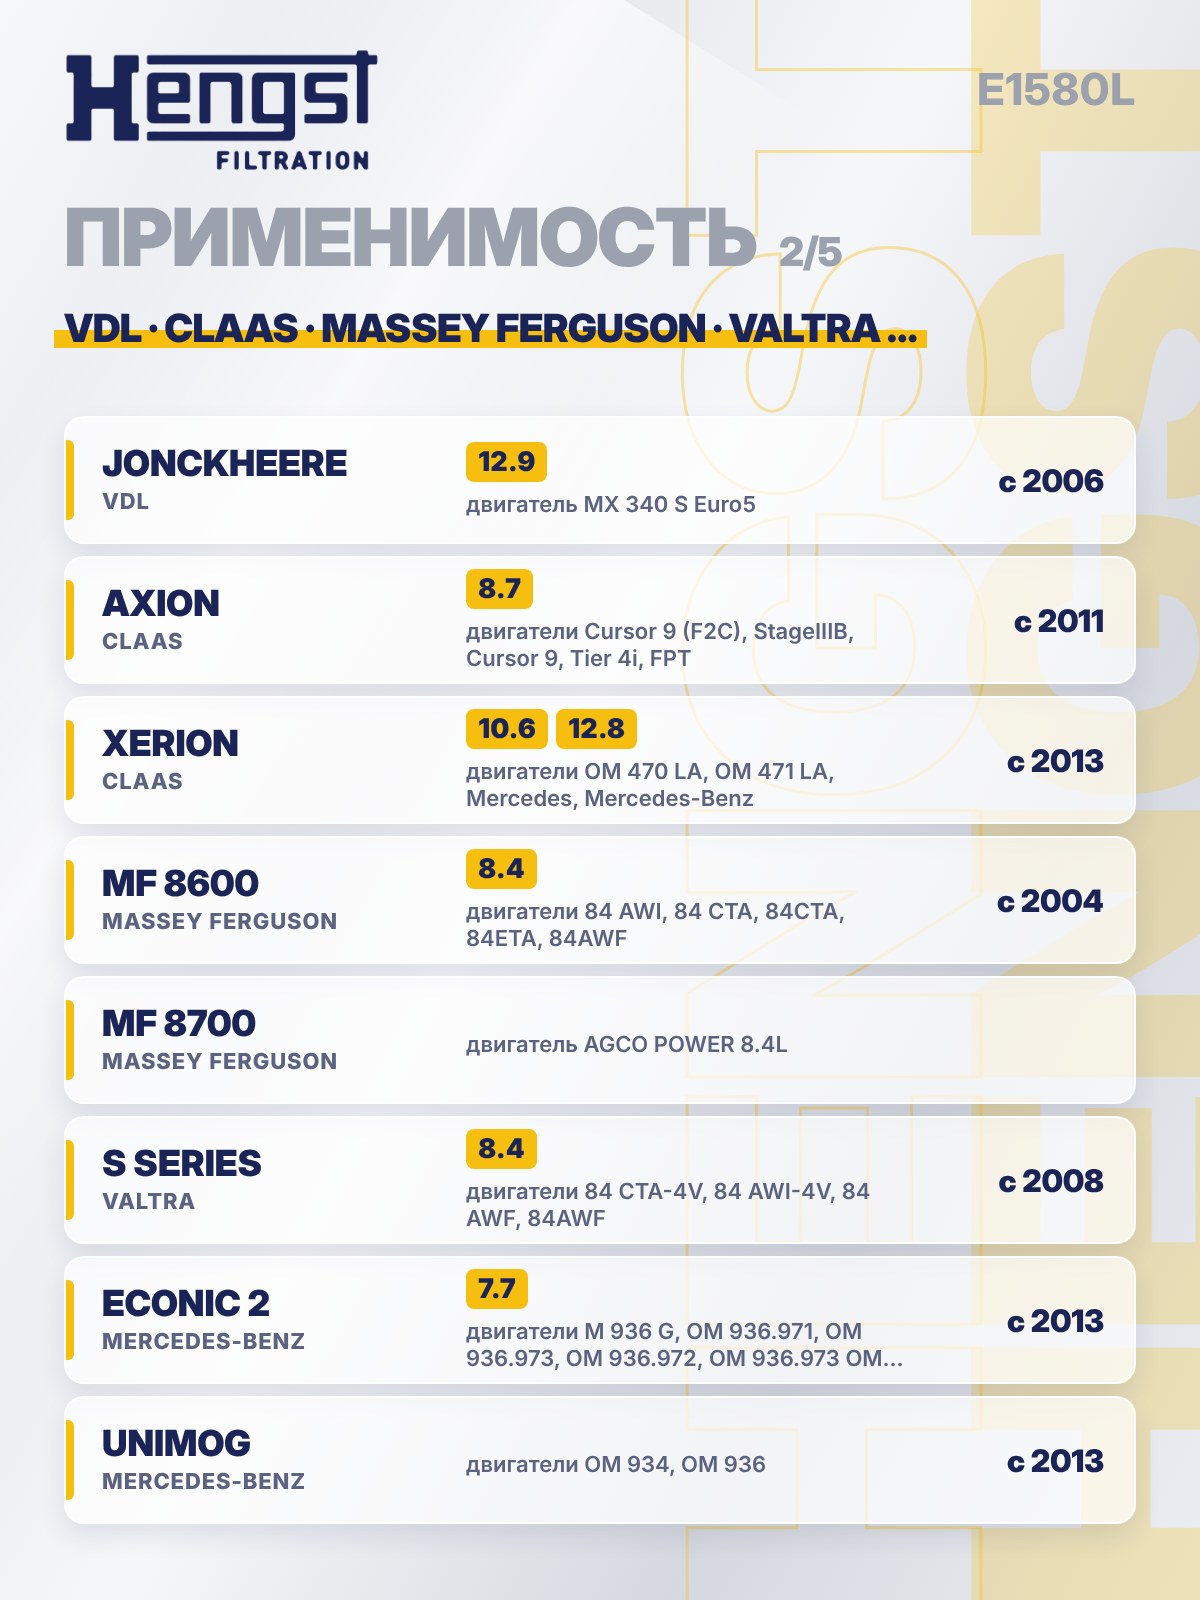 Hengst
FILTRATION
E1580L
ПРИМЕНИМОСТЬ 2/5
VDL · CLAAS · MASSEY FERGUSON · VALTRA ...
JONCKHEERE
VDL
12.9
двигатель MX 340 S Euro5
с 2006
AXION
CLAAS
8.7
двигатели Cursor 9 (F2C), StageIIIB,
Cursor 9, Tier 4i, FPT
с 2011
XERION
CLAAS
10.6 12.8
двигатели OM 470 LA, OM 471 LA,
Mercedes, Mercedes-Benz
с 2013
MF 8600
MASSEY FERGUSON
8.4
двигатели 84 AWI, 84 CTA, 84CTA,
84ETA, 84AWF
с 2004
MF 8700
MASSEY FERGUSON
двигатель AGCO POWER 8.4L
S SERIES
VALTRA
8.4
двигатели 84 CTA-4V, 84 AWI-4V, 84
AWF, 84AWF
с 2008
ECONIC 2
MERCEDES-BENZ
7.7
двигатели M 936 G, OM 936.971, OM
936.973, OM 936.972, OM 936.973 OM...
с 2013
UNIMOG
MERCEDES-BENZ
двигатели OM 934, OM 936
с 2013
HENGST
HENGST